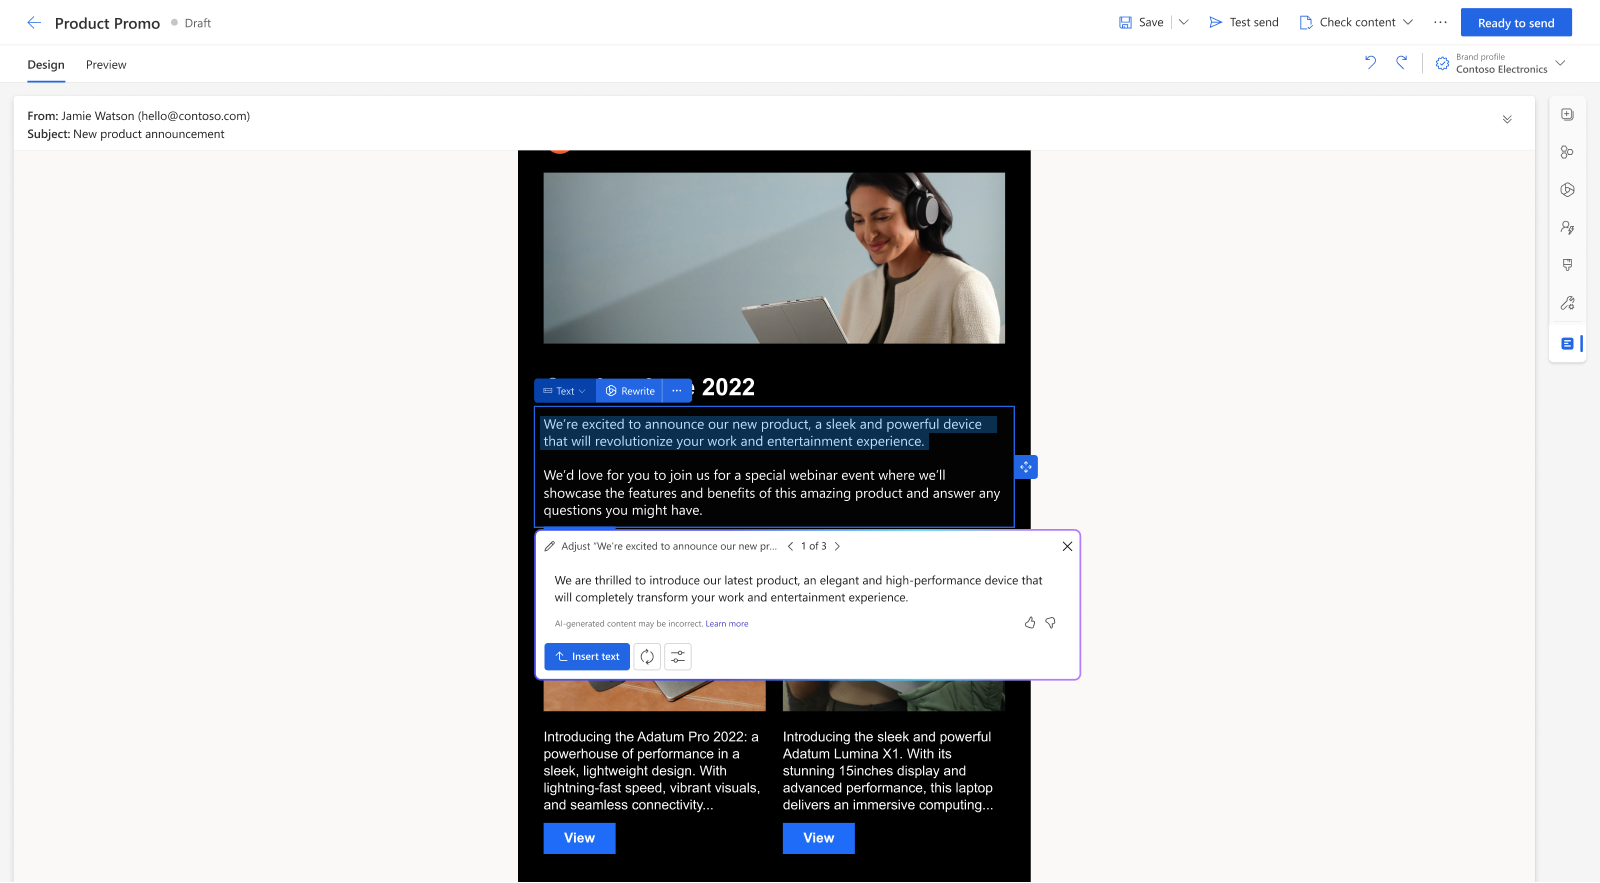 Product Promo
Draft
Save
Test send
Check content
Ready to send
Design
Preview
Brand profile
Contoso Electronics
From: Jamie Watson (hello@contoso.com)
Subject: New product announcement
2022
Text
Rewrite
We're excited to announce our new product, a sleek and powerful device
that will revolutionize your work and entertainment experience.
We'd love for you to join us for a special webinar event where we'll
showcase the features and benefits of this amazing product and answer any
questions you might have.
Adjust "We're excited to announce our new pr...
1 of 3
We are thrilled to introduce our latest product, an elegant and high-performance device that
will completely transform your work and entertainment experience.
AI-generated content may be incorrect. Learn more
Insert text
Introducing the Adatum Pro 2022: a
powerhouse of performance in a
sleek, lightweight design. With
lightning-fast speed, vibrant visuals,
and seamless connectivity...
View
Introducing the sleek and powerful
Adatum Lumina X1. With its
stunning 15inches display and
advanced performance, this laptop
delivers an immersive computing...
View